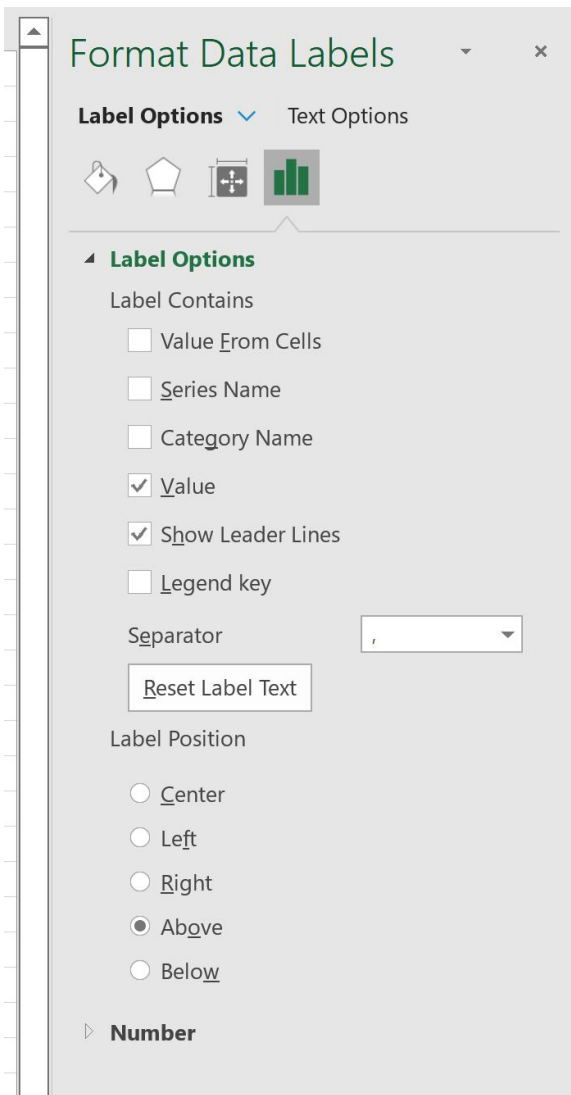 Format Data Labels
Label Options Text Options
Label Options
Label Contains
Value From Cells
Series Name
Category Name
Value
Show Leader Lines
Legend key
Separator ,
Reset Label Text
Label Position
Center
Left
Right
Above
Below
Number